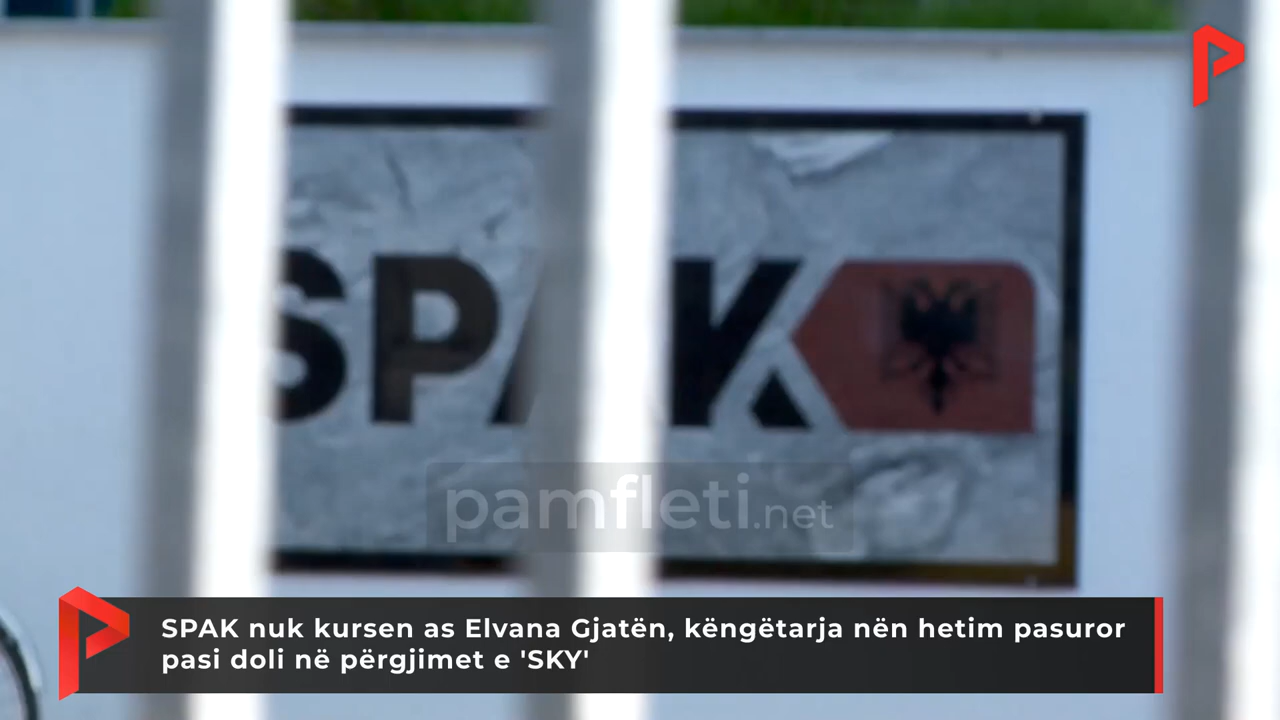 SPAK
pamfleti.net
SPAK nuk kursen as Elvana Gjatën, këngëtarja nën hetim pasuror
pasi doli në përgjimet e 'SKY'